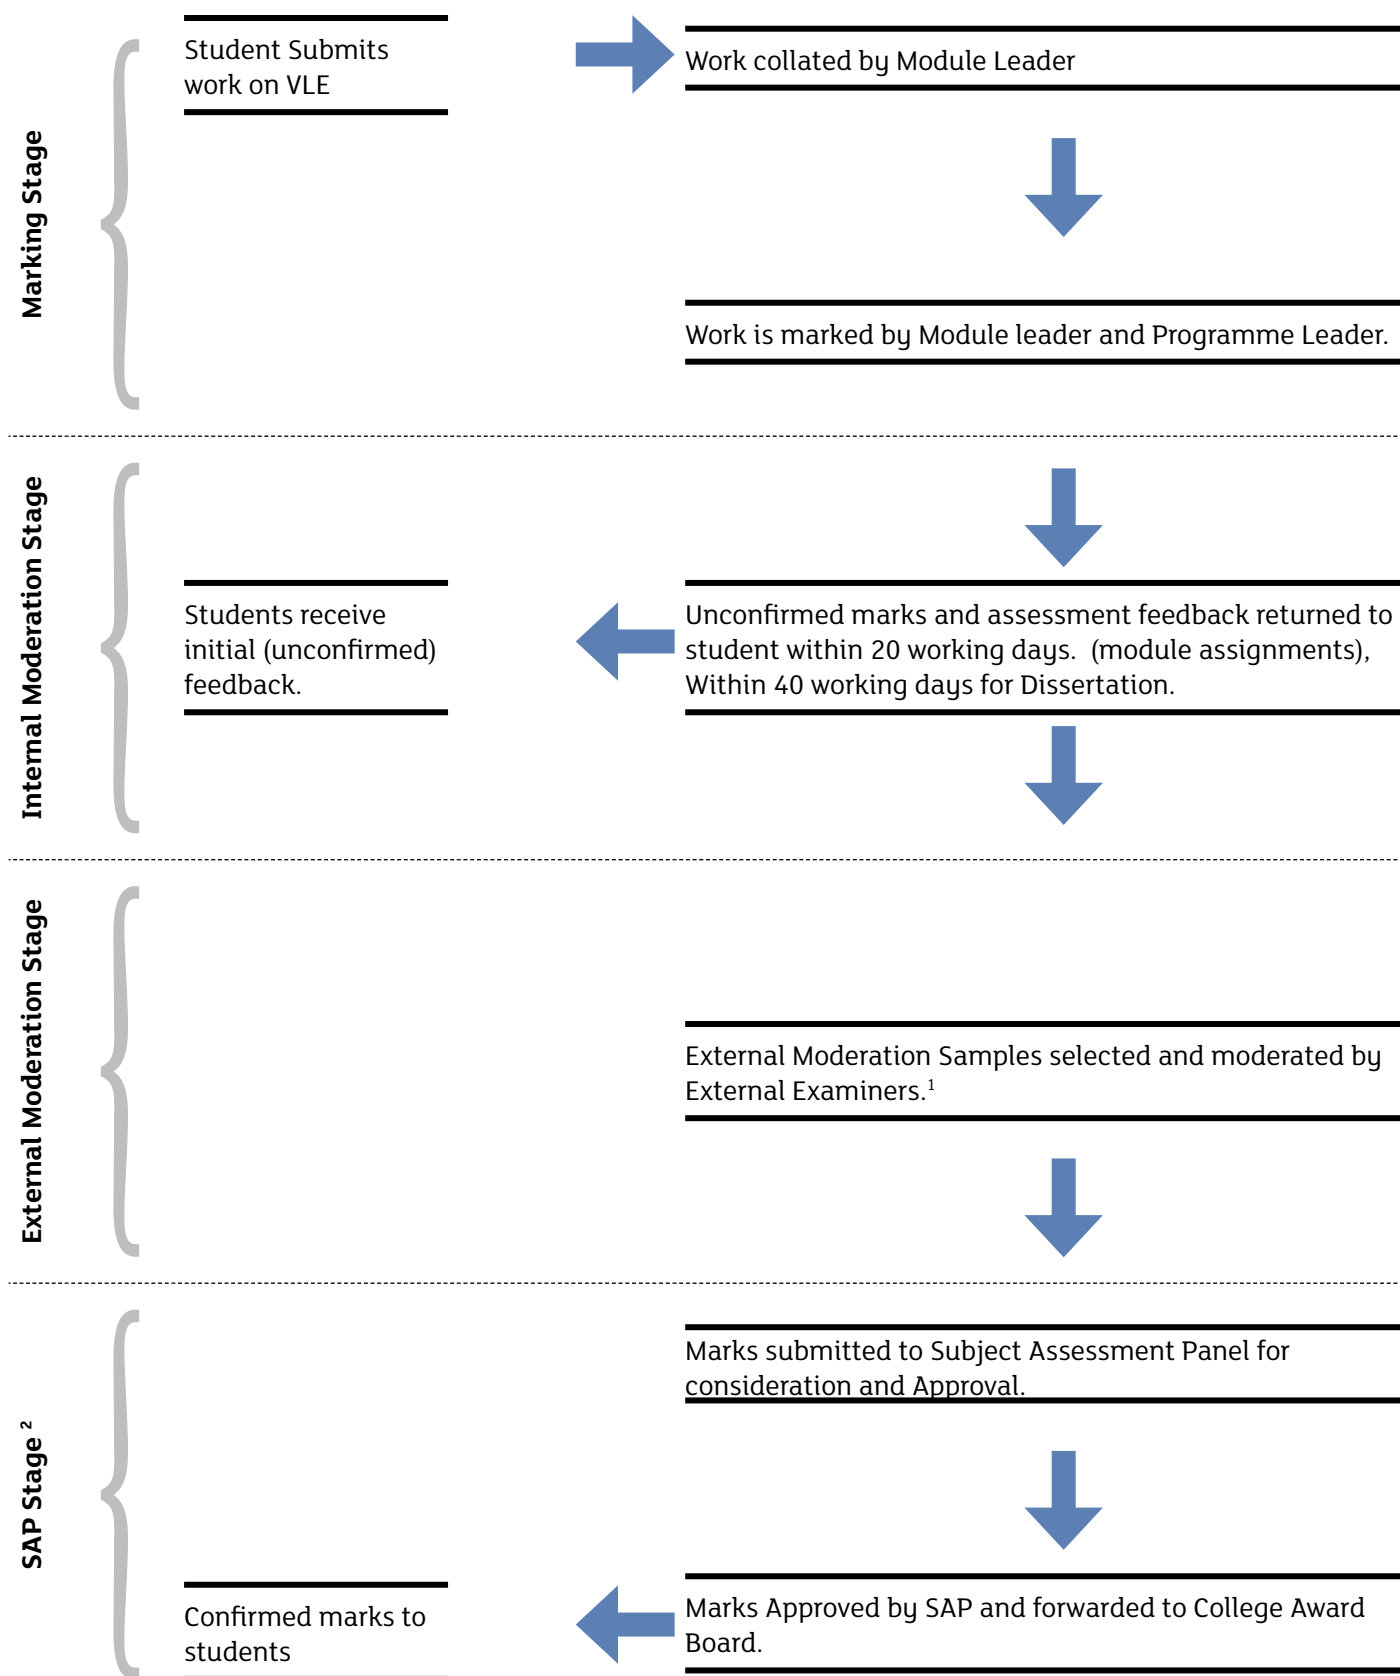 Marking Stage
Student Submits
work on VLE
Work collated by Module Leader
Work is marked by Module leader and Programme Leader.
Internal Moderation Stage
Students receive
initial (unconfirmed)
feedback.
Unconfirmed marks and assessment feedback returned to
student within 20 working days.  (module assignments),
Within 40 working days for Dissertation.
External Moderation Stage
External Moderation Samples selected and moderated by
External Examiners.¹
SAP Stage ²
Marks submitted to Subject Assessment Panel for
consideration and Approval.
Confirmed marks to
students
Marks Approved by SAP and forwarded to College Award
Board.